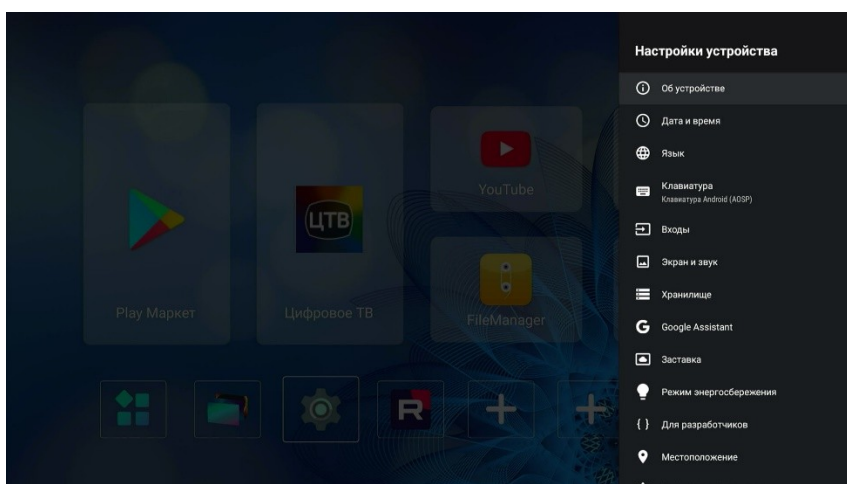 Настройки устройства
Об устройстве
Дата и время
Язык
Клавиатура
Клавиатура Android (AOSP)
Входы
Экран и звук
Хранилище
Google Assistant
Заставка
Режим энергосбережения
Для разработчиков
Местоположение
YouTube
ЦТВ
Play Маркет
Цифровое ТВ
FileManager
R